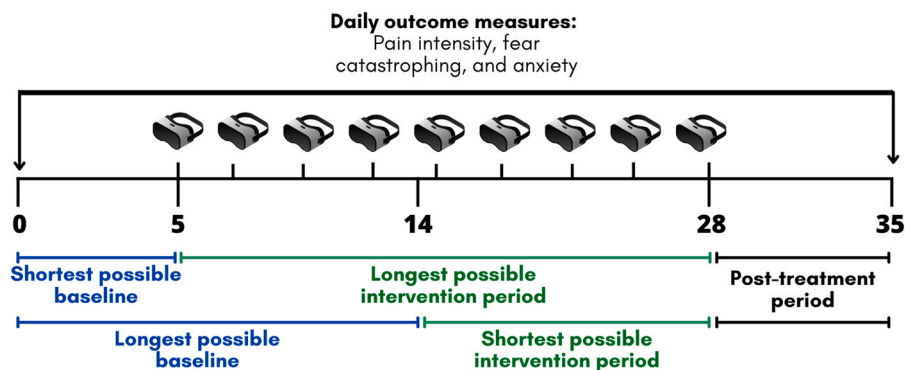 Daily outcome measures:
Pain intensity, fear
catastrophing, and anxiety
0 5 14 28 35
Shortest possible
baseline
Longest possible
intervention period
Post-treatment
period
Longest possible
baseline
Shortest possible
intervention period